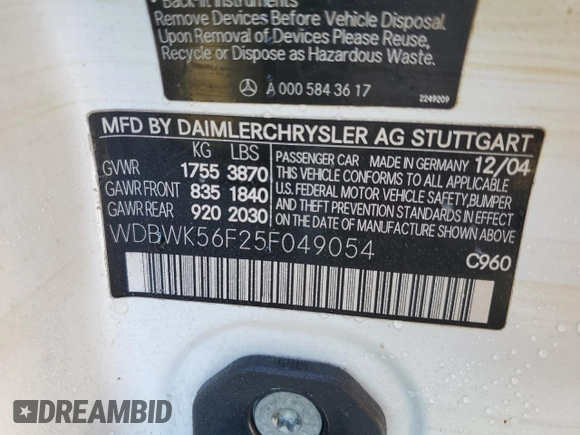 • Back-lit Instruments
Remove Devices Before Vehicle Disposal.
Upon Removal of Devices Please Reuse,
Recycle or Dispose as Hazardous Waste.
A 000 584 36 17
2249209
MFD BY DAIMLERCHRYSLER AG STUTTGART
KG LBS
GVWR 1755 3870
GAWR FRONT 835 1840
GAWR REAR 920 2030
PASSENGER CAR MADE IN GERMANY 12/04
THIS VEHICLE CONFORMS TO ALL APPLICABLE
U.S. FEDERAL MOTOR VEHICLE SAFETY,BUMPER
AND THEFT PREVENTION STANDARDS IN EFFECT
ON DATE OF MANUFACTURE SHOWN ABOVE
WDBWK56F25F049054
C960
DREAMBID